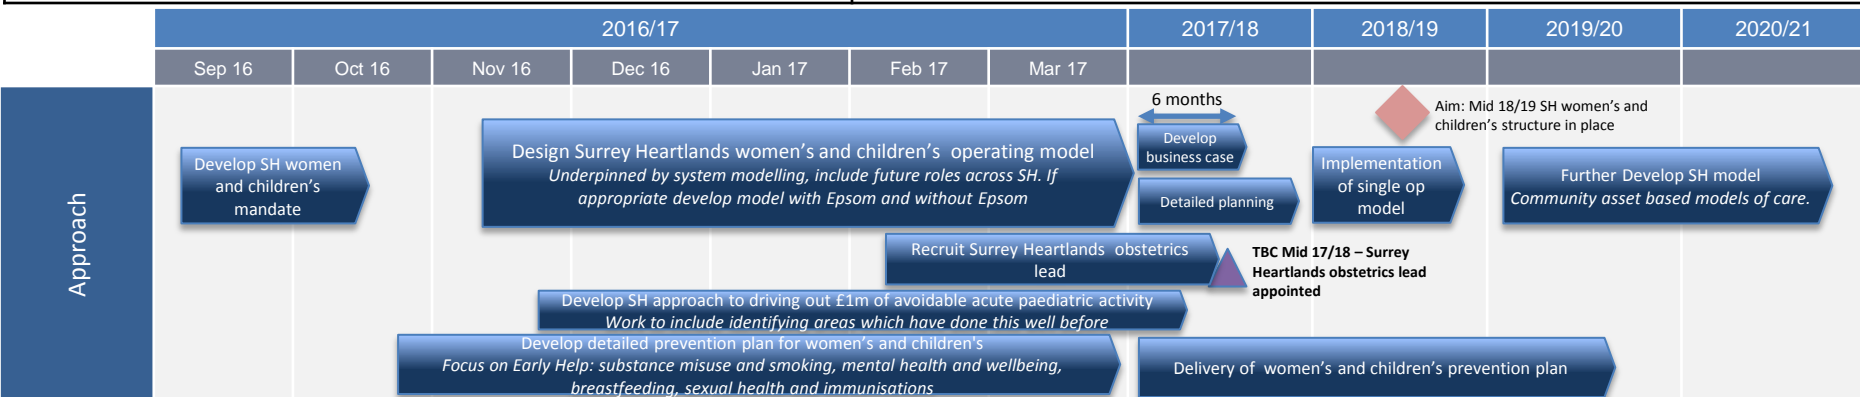 2016/17
2017/18
2018/19
2019/20
2020/21
Sep 16
Oct 16
Nov 16
Dec 16
Jan 17
Feb 17
Mar 17
Approach
Develop SH women
and children's
mandate
Design Surrey Heartlands women's and children's operating model
Underpinned by system modelling, include future roles across SH. If
appropriate develop model with Epsom and without Epsom
6 months
Develop
business case
Detailed planning
Aim: Mid 18/19 SH women's and
children's structure in place
Implementation
of single op
model
Further Develop SH model
Community asset based models of care.
Recruit Surrey Heartlands obstetrics
lead
TBC Mid 17/18 – Surrey
Heartlands obstetrics lead
appointed
Develop SH approach to driving out £1m of avoidable acute paediatric activity
Work to include identifying areas which have done this well before
Develop detailed prevention plan for women's and children's
Focus on Early Help: substance misuse and smoking, mental health and wellbeing,
breastfeeding, sexual health and immunisations
Delivery of women's and children's prevention plan